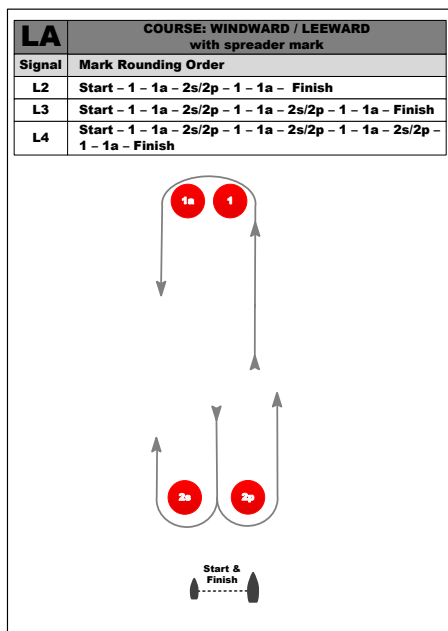 LA
COURSE: WINDWARD / LEEWARD
with spreader mark
Signal Mark Rounding Order
L2 Start – 1 – 1a – 2s/2p – 1 – 1a – Finish
L3 Start – 1 – 1a – 2s/2p – 1 – 1a – 2s/2p – 1 – 1a – Finish
L4 Start – 1 – 1a – 2s/2p – 1 – 1a – 2s/2p – 1 – 1a – 2s/2p –
1 – 1a – Finish
1a 1
2s 2p
Start &
Finish